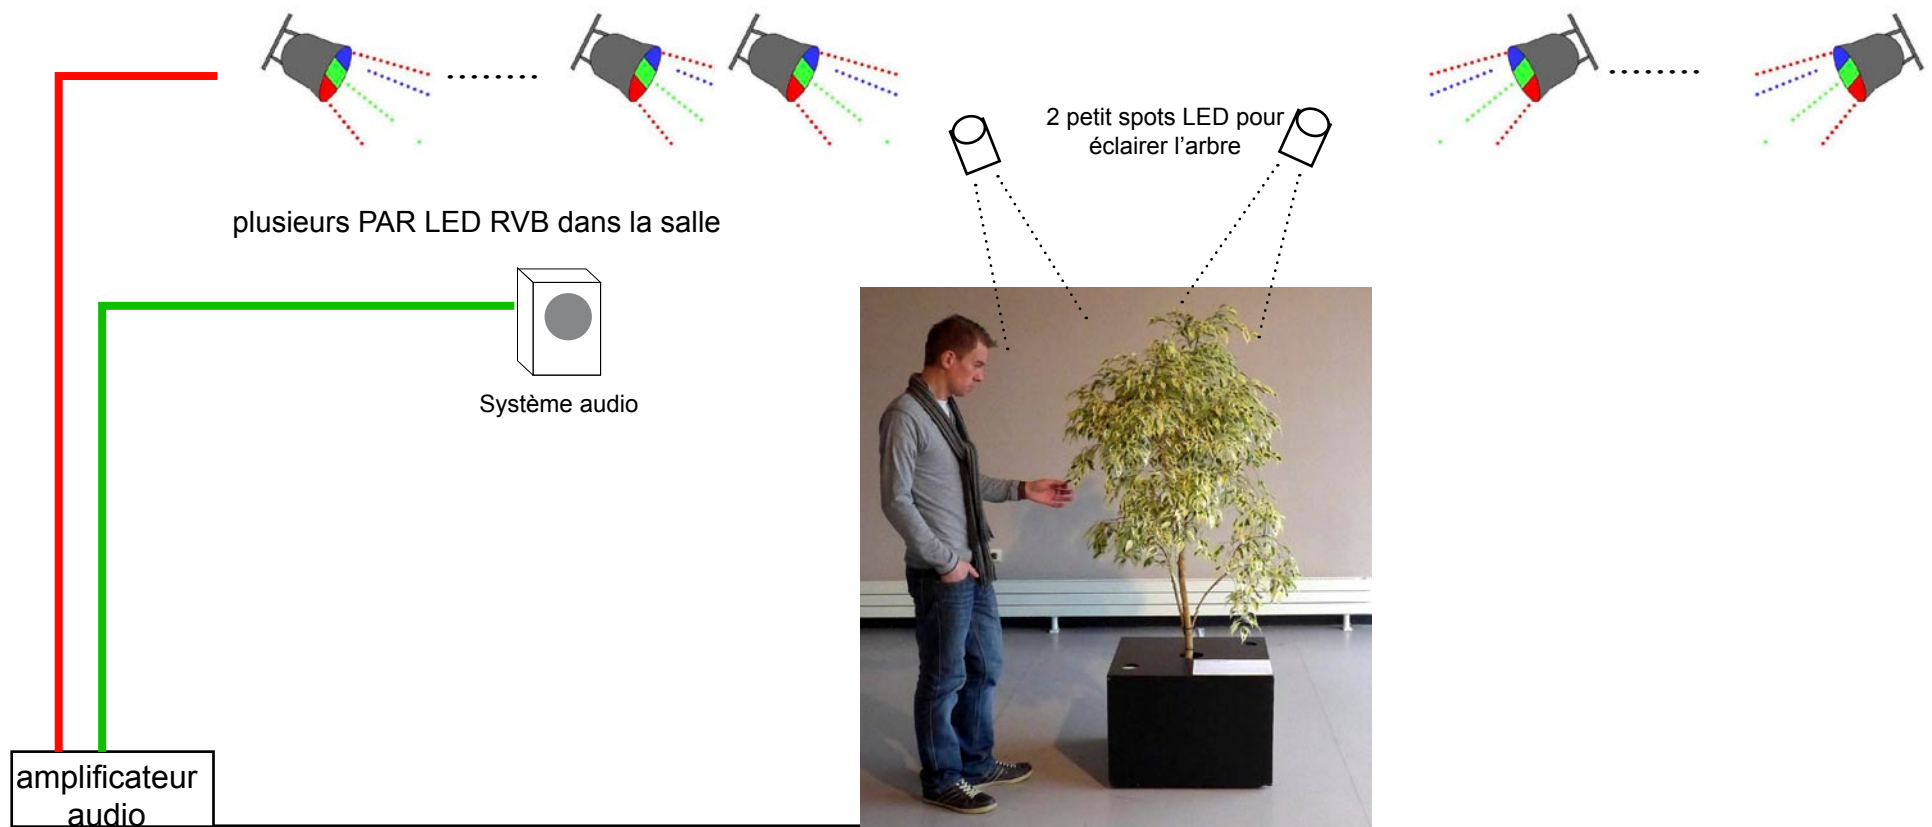 2 petit spots LED pour
éclairer l’arbre
plusieurs PAR LED RVB dans la salle
Système audio
amplificateur
audio